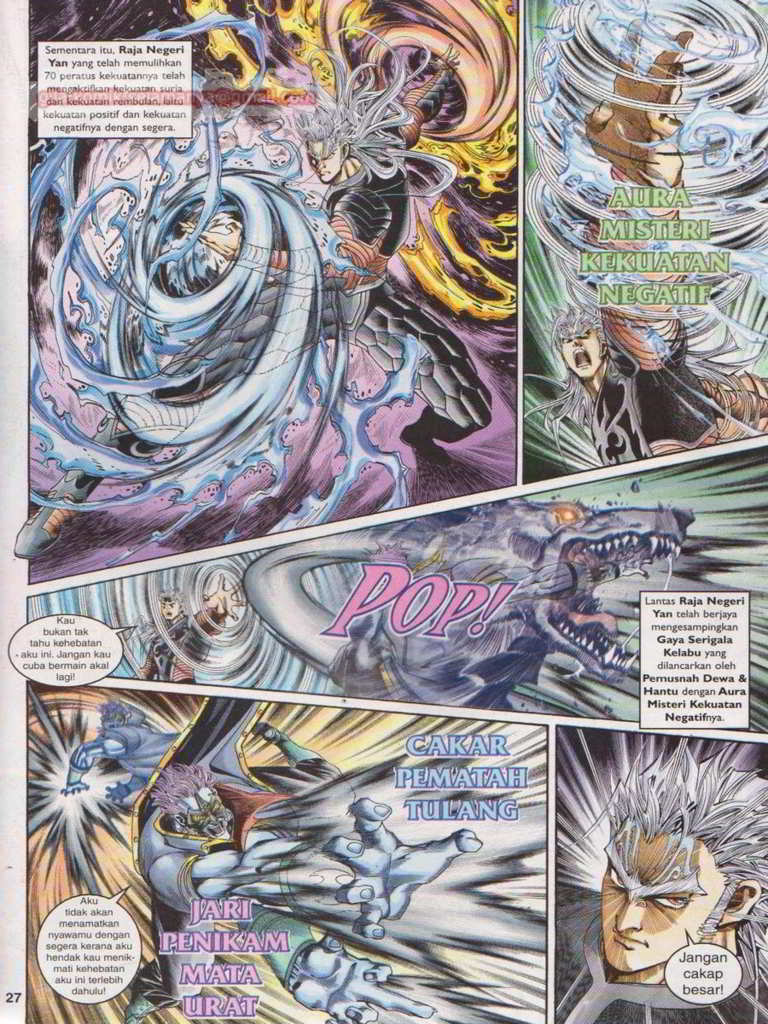 Sementara itu, Raja Negeri
Yan yang telah memulihkan
70 peratus kekuatannya telah
mengaktifkan kekuatan suria
dan kekuatan rembulan, iaitu
kekuatan positif dan kekuatan
negatifnya dengan segera.
AURA
MISTERI
KEKUATAN
NEGATIF
Kau
bukan tak
tahu kehebatan
aku ini. Jangan kau
cuba bermain akal
lagi!
POP!
Lantas Raja Negeri
Yan telah berjaya
mengesampingkan
Gaya Serigala
Kelabu yang
dilancarkan oleh
Pemusnah Dewa &
Hantu dengan Aura
Misteri Kekuatan
Negatifnya.
CAKAR
PEMATAH
TULANG
Aku
tidak akan
menamatkan
nyawamu dengan
segera kerana aku
hendak kau menik-
mati kehebatan
aku ini terlebih
dahulu!
JARI
PENIKAM
MATA
URAT
Jangan
cakap
besar!
27